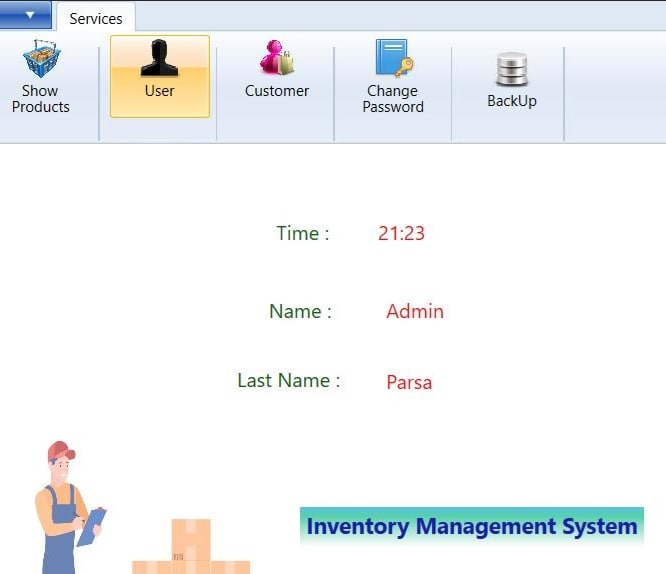 Services
Show
Products
User
Customer
Change
Password
BackUp
Time : 21:23
Name : Admin
Last Name : Parsa
Inventory Management System